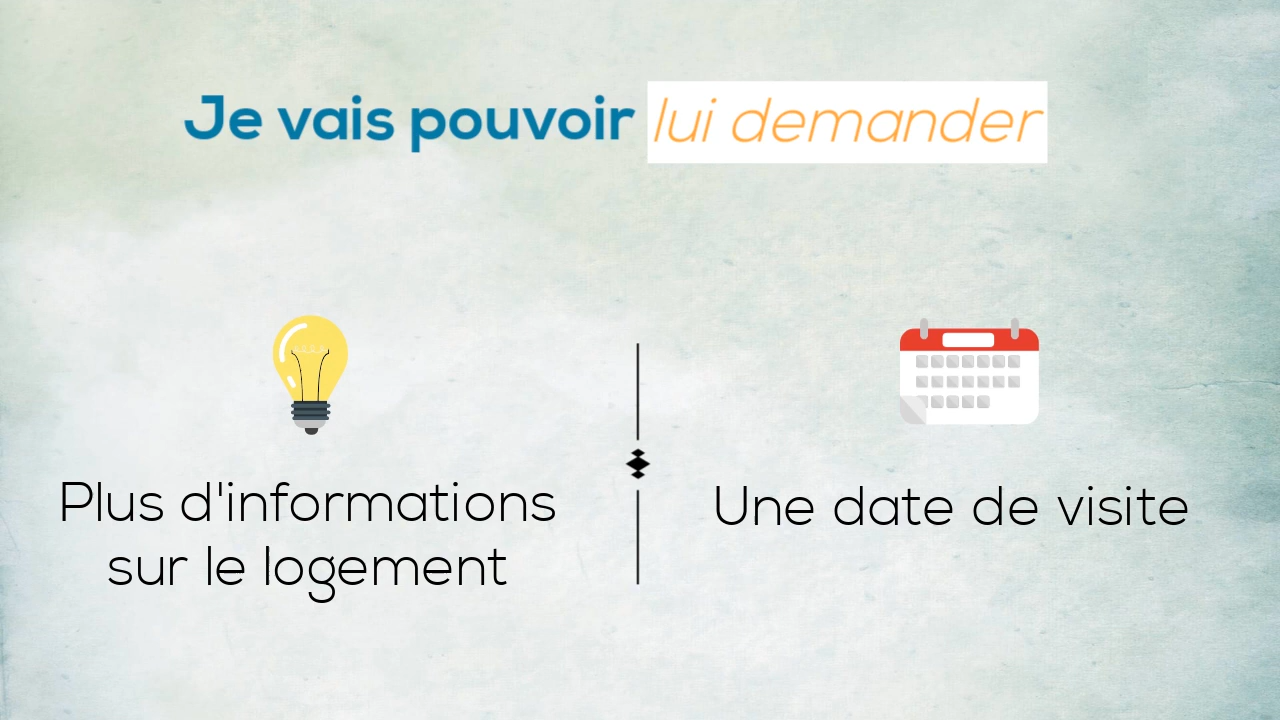 Je vais pouvoir lui demander
Plus d'informations
sur le logement
Une date de visite